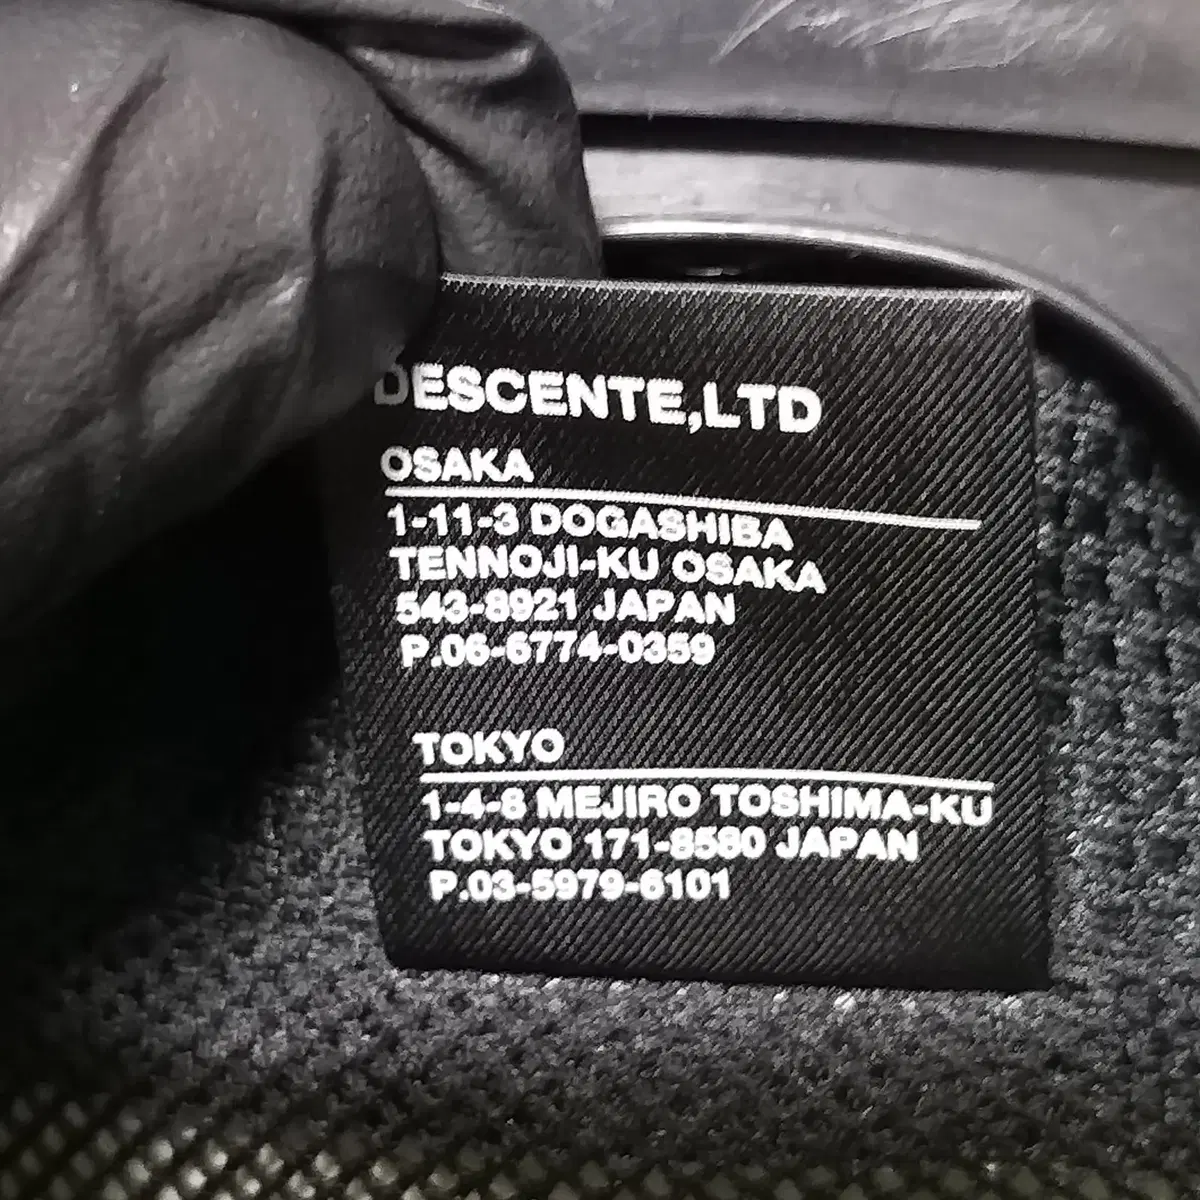 DESCENTE,LTD
OSAKA
1-11-3 DOGASHIBA
TENNOJI-KU OSAKA
543-8921 JAPAN
P.06-6774-0359
TOKYO
1-4-8 MEJIRO TOSHIMA-KU
TOKYO 171-8580 JAPAN
P.03-5979-6101